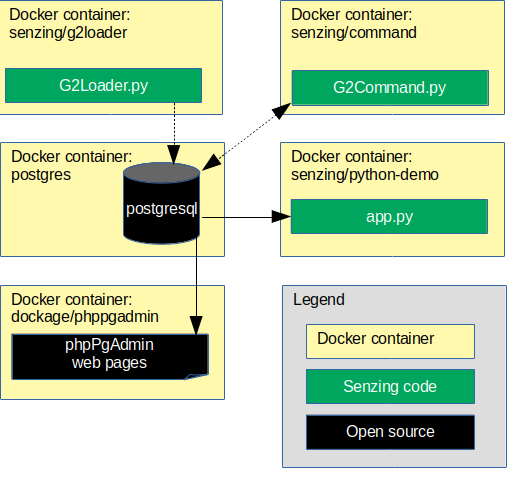 Docker container:
senzing/g2loader
G2Loader.py
Docker container:
senzing/command
G2Command.py
Docker container:
postgres
postgresql
Docker container:
senzing/python-demo
app.py
Docker container:
dockage/phppgadmin
phpPgAdmin
web pages
Legend
Docker container
Senzing code
Open source